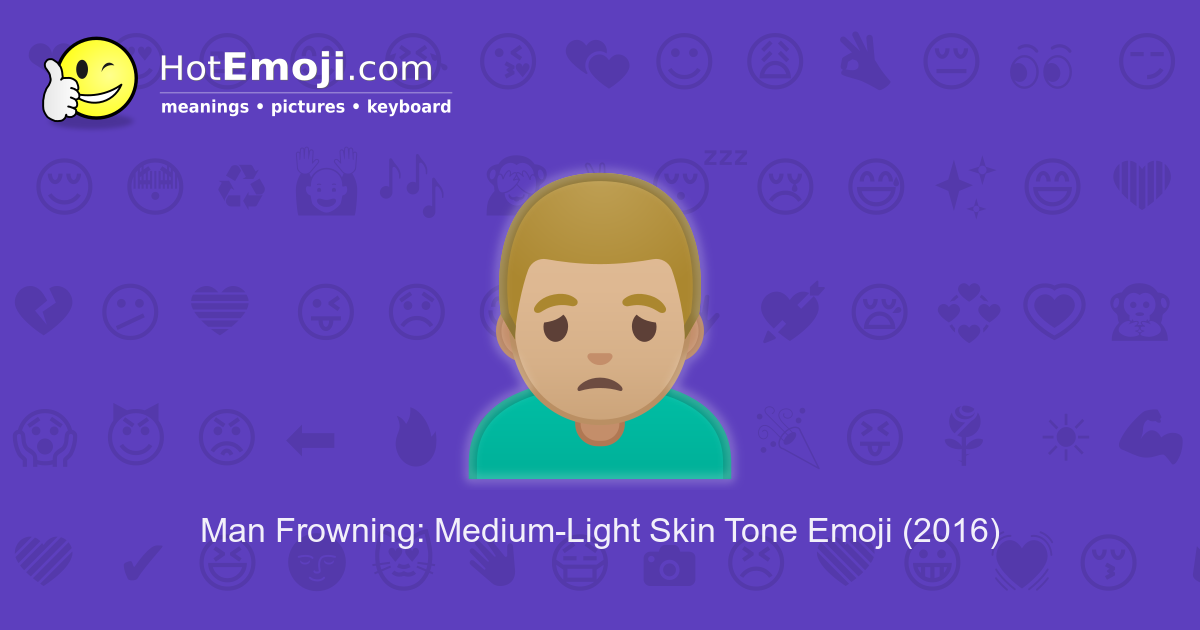 HotEmoji.com
meanings • pictures • keyboard
zzz
Man Frowning: Medium-Light Skin Tone Emoji (2016)